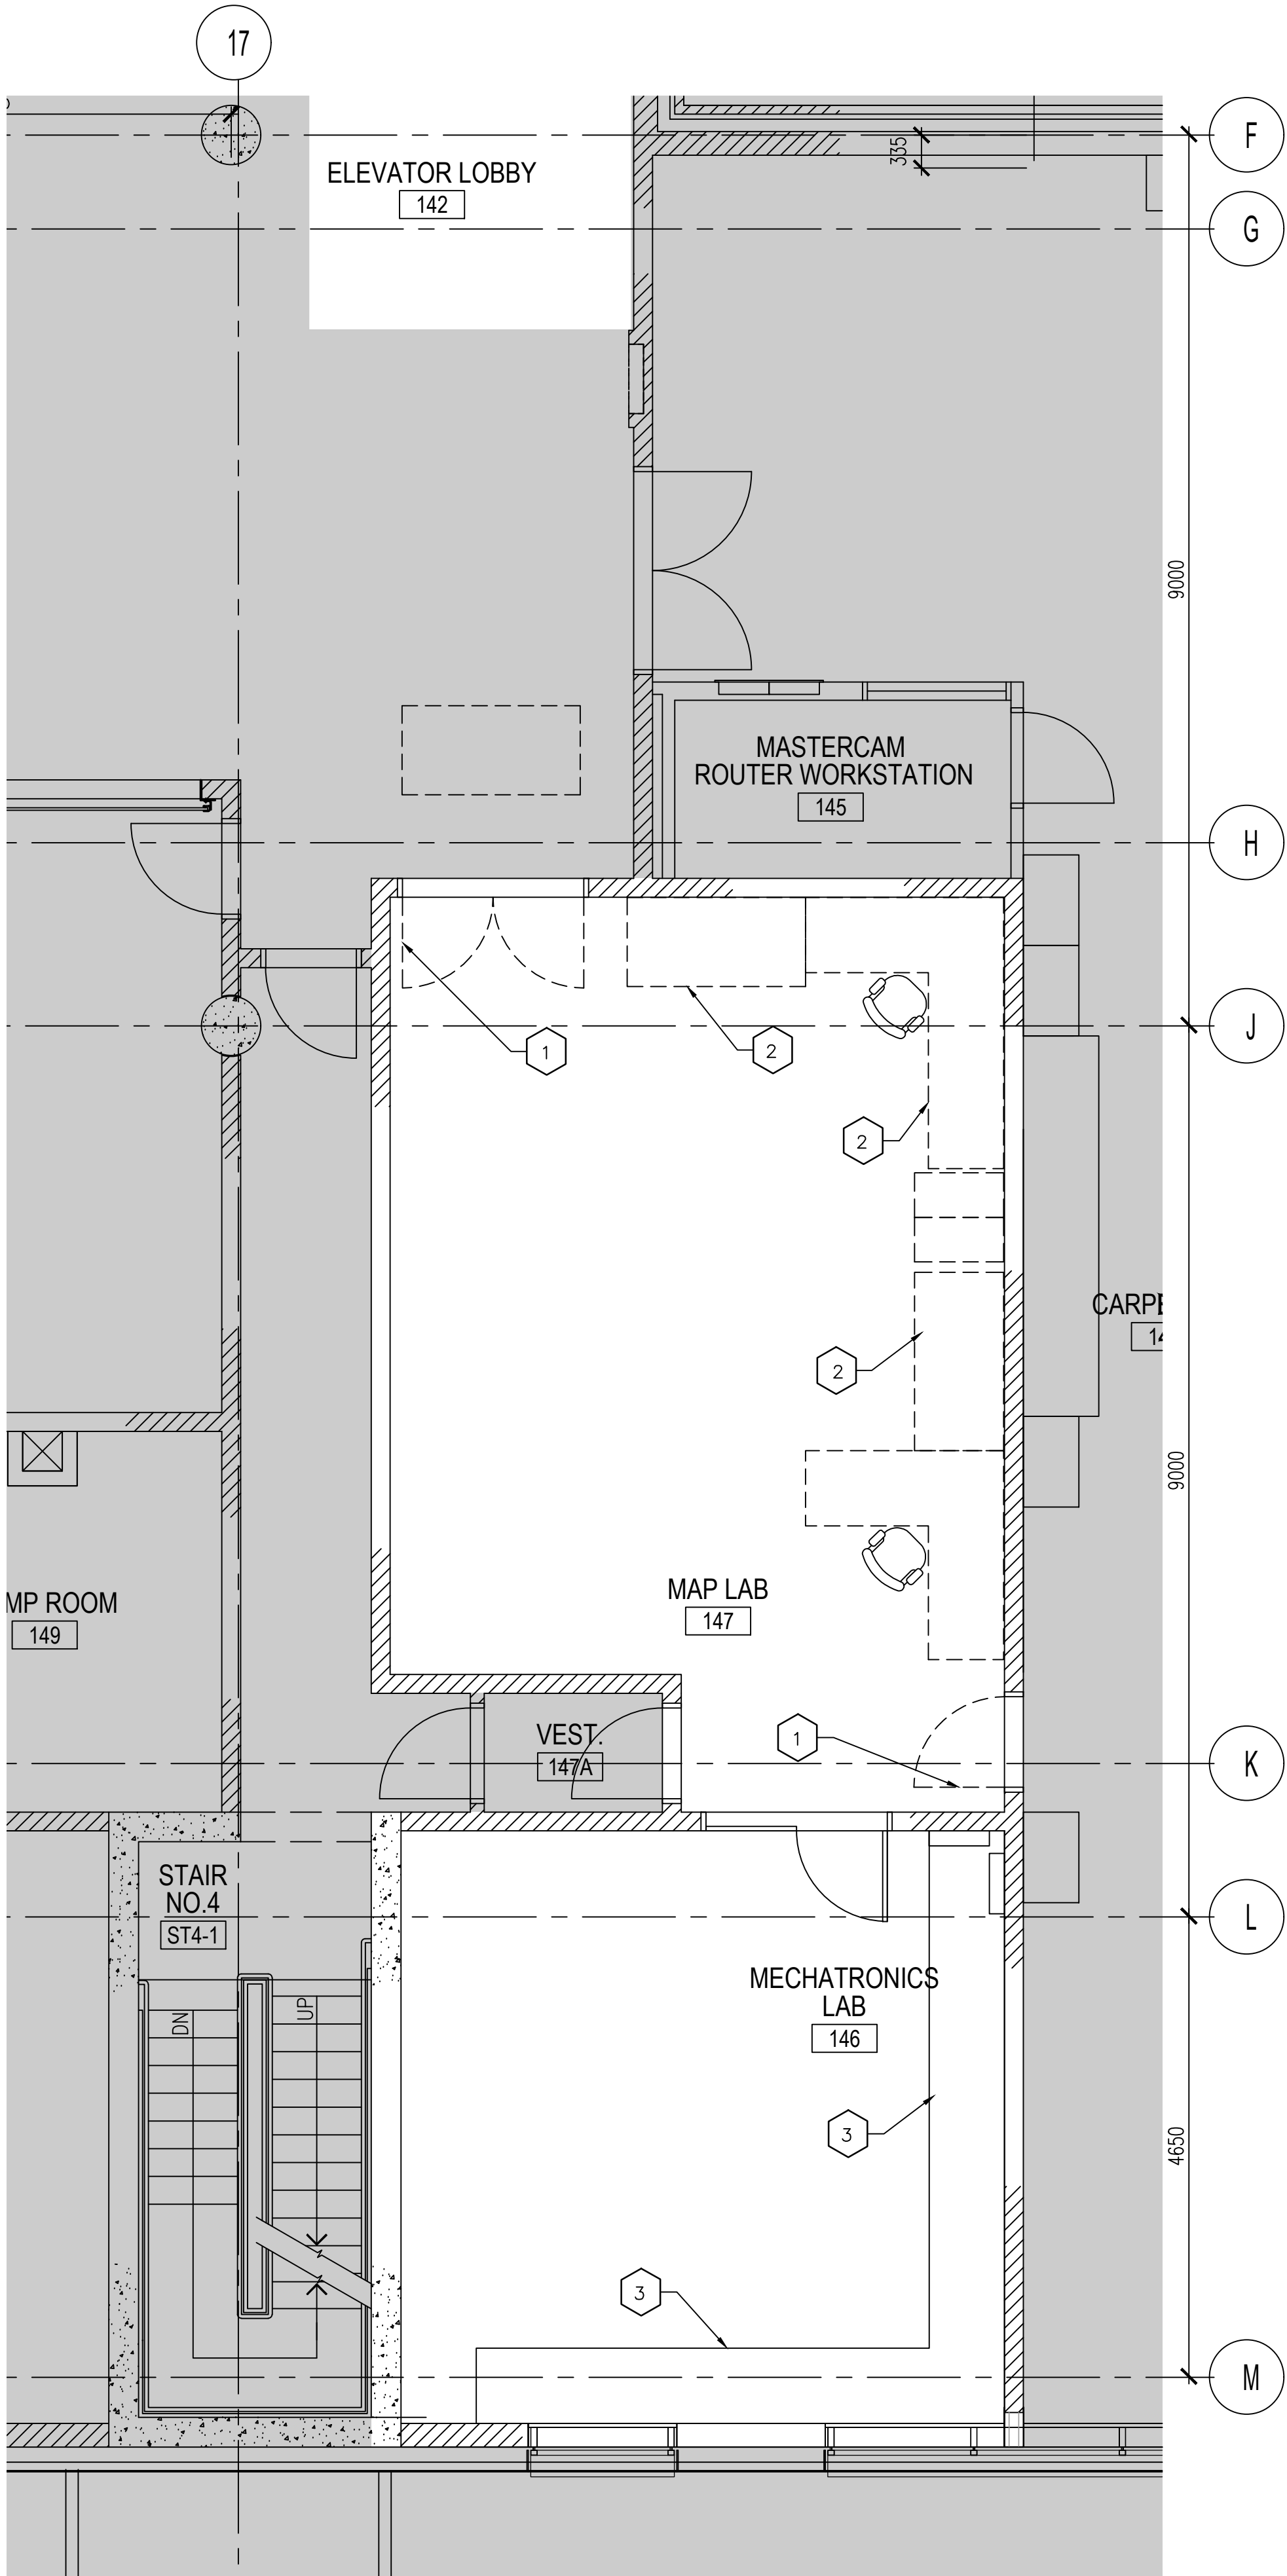 17
F
ELEVATOR LOBBY
142
335
G
9000
MASTERCAM
ROUTER WORKSTATION
145
H
J
1
2
2
CARPE
14
2
9000
MAP LAB
147
MP ROOM
149
VEST.
147A
1
K
STAIR
NO.4
ST4-1
L
MECHATRONICS
LAB
146
DN
UP
3
4650
3
M